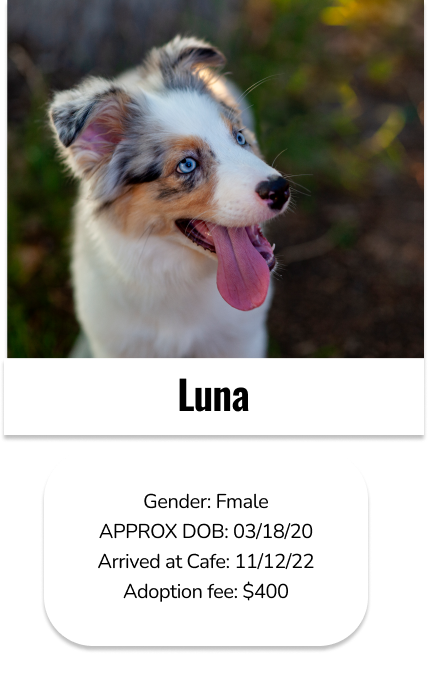 Luna
Gender: Fmale
APPROX DOB: 03/18/20
Arrived at Cafe: 11/12/22
Adoption fee: $400